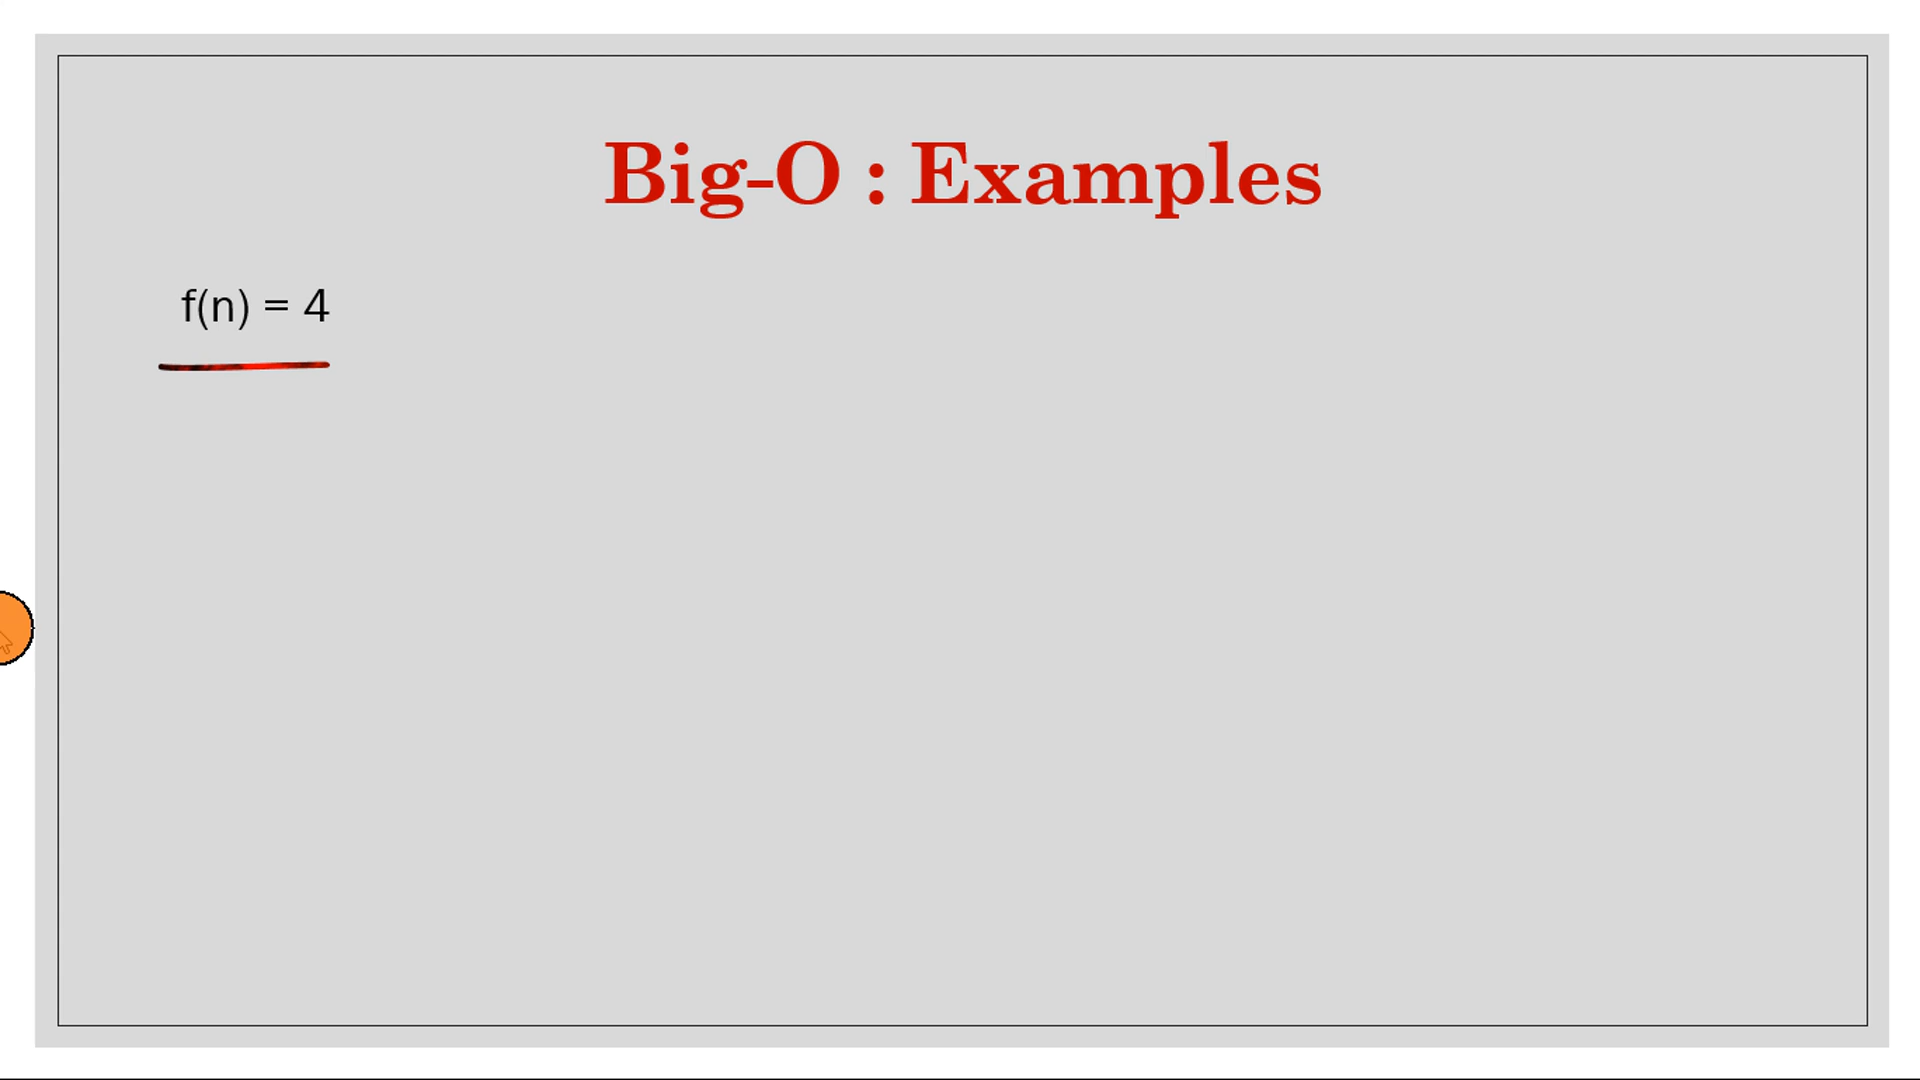 Big-O : Examples
f(n) = 4